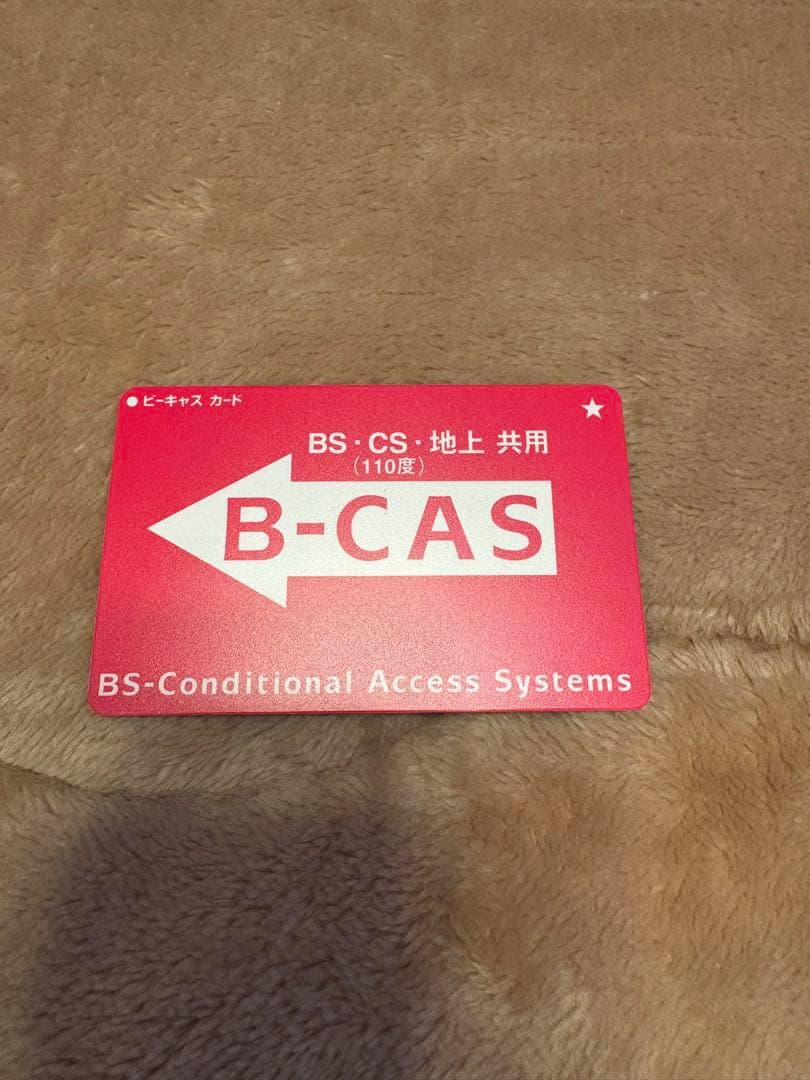 ●ビーキャス カード
★
BS・CS・地上 共用
(110度)
B-CAS
BS-Conditional Access Systems